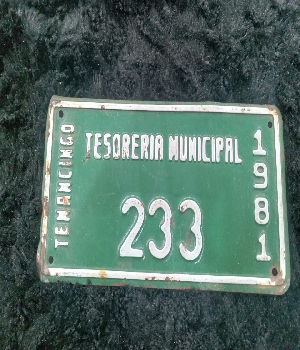 TENANCINGO
TESORERIA MUNICIPAL
1981
233